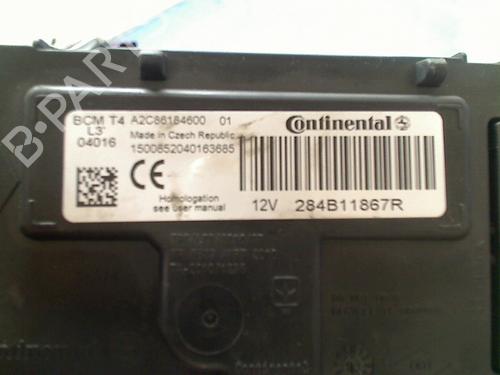 B-PARTS
BCM T4 A2C86184600 01
L3'
Made in Czech Republic
04016
1500852040163685
Continental
CE
Homologation
see user manual
12V 284B11867R
Continental